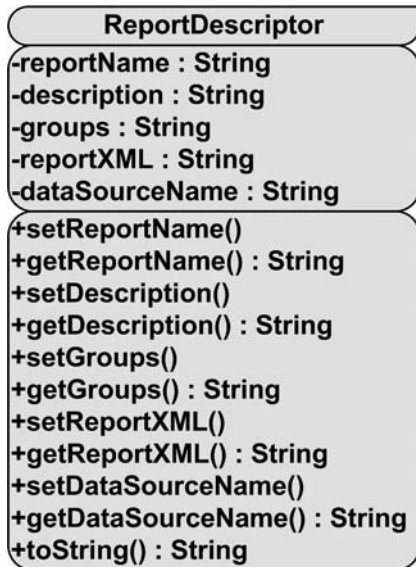 ReportDescriptor
-reportName : String
-description : String
-groups : String
-reportXML : String
-dataSourceName : String
+setReportName()
+getReportName() : String
+setDescription()
+getDescription() : String
+setGroups()
+getGroups() : String
+setReportXML()
+getReportXML() : String
+setDataSourceName()
+getDataSourceName() : String
+toString() : String